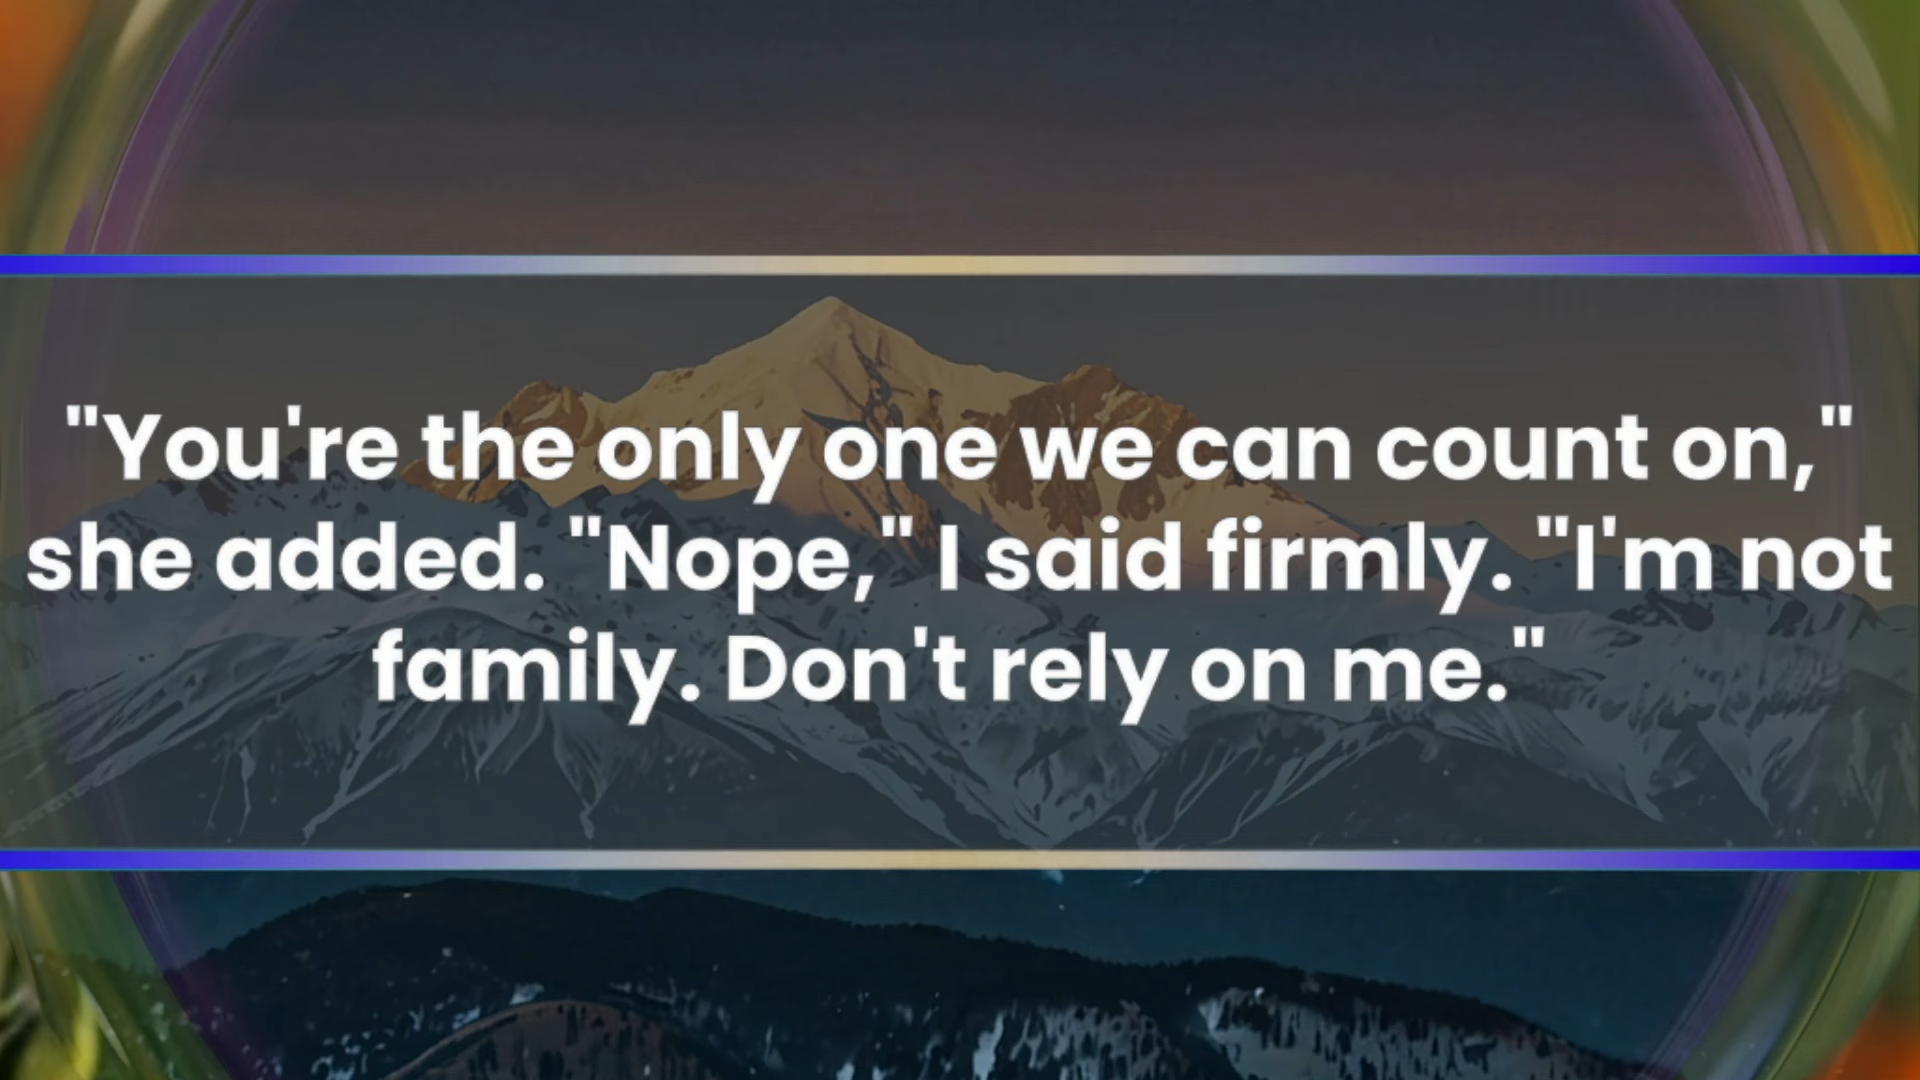 "You're the only one we can count on,"
she added. "Nope," I said firmly. "I'm not
family. Don't rely on me."